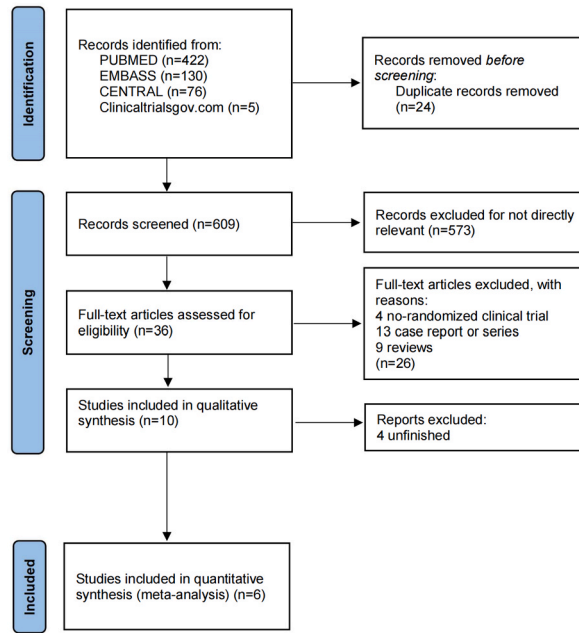 Identification
Records identified from:
PUBMED (n=422)
EMBASS (n=130)
CENTRAL (n=76)
Clinicaltrialsgov.com (n=5)
Records removed before
screening:
Duplicate records removed
(n=24)
Screening
Records screened (n=609)
Records excluded for not directly
relevant (n=573)
Full-text articles assessed for
eligibility (n=36)
Full-text articles excluded, with
reasons:
4 no-randomized clinical trial
13 case report or series
9 reviews
(n=26)
Studies included in qualitative
synthesis (n=10)
Reports excluded:
4 unfinished
Included
Studies included in quantitative
synthesis (meta-analysis) (n=6)